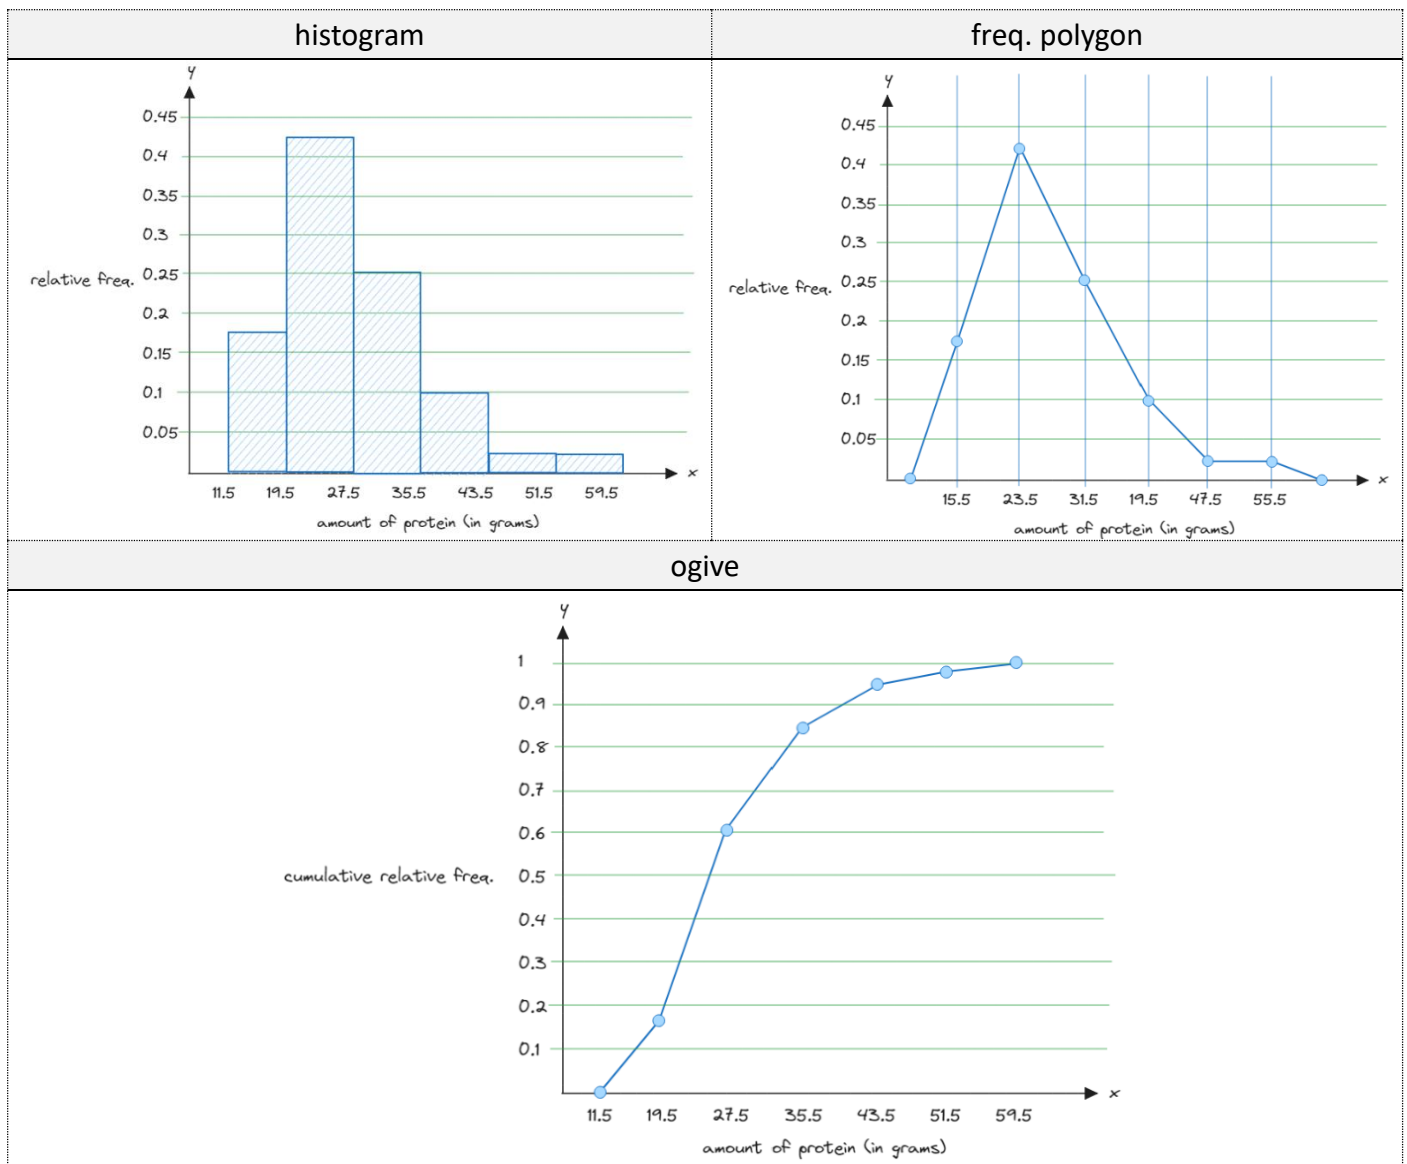 histogram
y
0.45
0.4
0.35
0.3
relative freq. 0.25
0.2
0.15
0.1
0.05
x
11.5 19.5 27.5 35.5 43.5 51.5 59.5
amount of protein (in grams)
freq. polygon
y
0.45
0.4
0.35
0.3
relative freq. 0.25
0.2
0.15
0.1
0.05
x
15.5 23.5 31.5 19.5 47.5 55.5
amount of protein (in grams)
ogive
y
1
0.9
0.8
0.7
0.6
cumulative relative freq. 0.5
0.4
0.3
0.2
0.1
x
11.5 19.5 27.5 35.5 43.5 51.5 59.5
amount of protein (in grams)